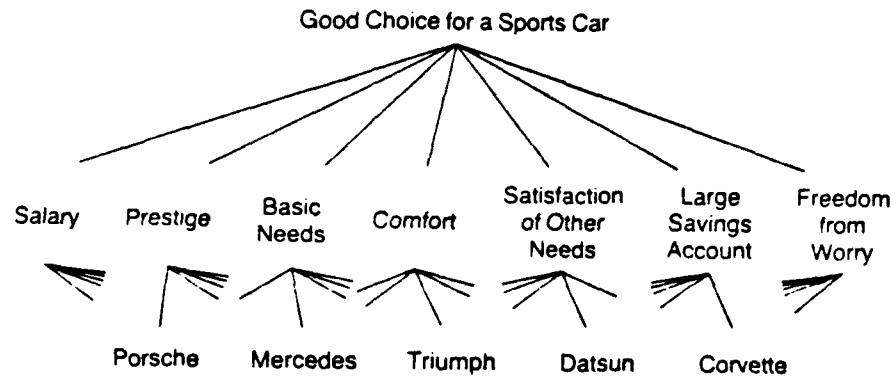 Good Choice for a Sports Car
Salary
Prestige
Basic
Needs
Comfort
Satisfaction
of Other
Needs
Large
Savings
Account
Freedom
from
Worry
Porsche
Mercedes
Triumph
Datsun
Corvette